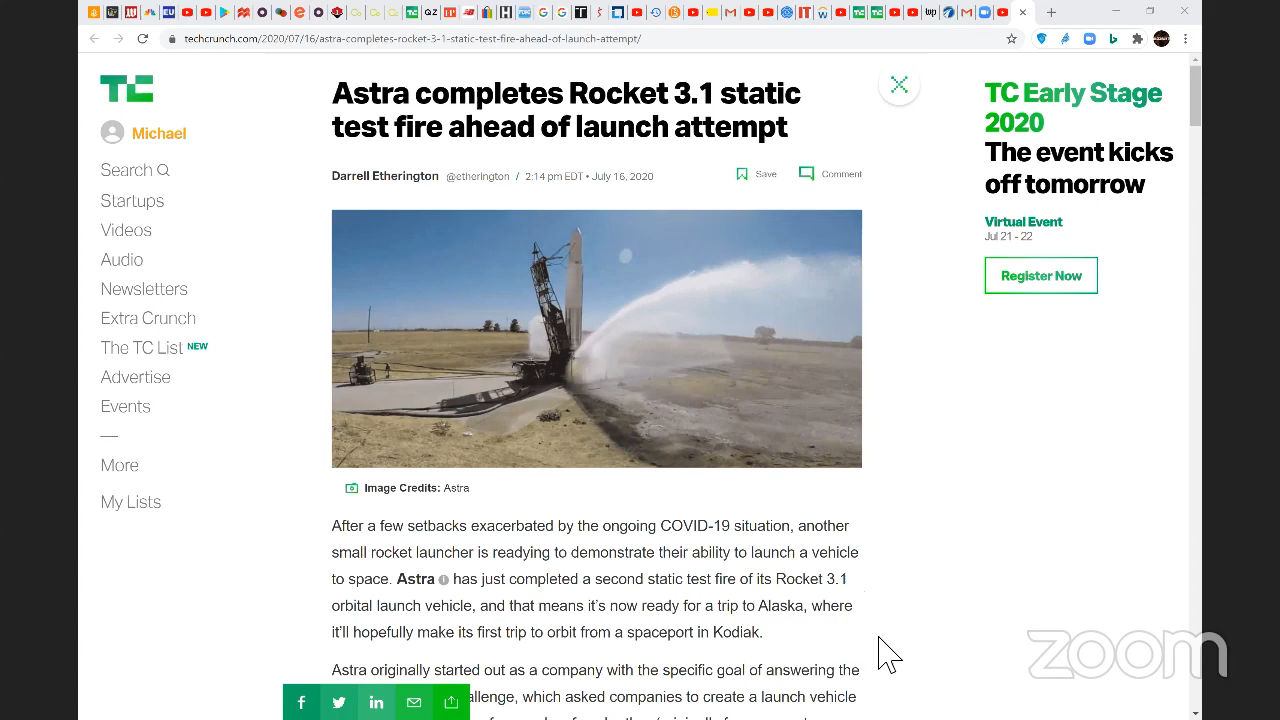 techcrunch.com/2020/07/16/astra-completes-rocket-3-1-static-test-fire-ahead-of-launch-attempt/
TC
Michael
Search
Startups
Videos
Audio
Newsletters
Extra Crunch
The TC List NEW
Advertise
Events
More
My Lists
Astra completes Rocket 3.1 static
test fire ahead of launch attempt
Darrell Etherington @etherington / 2:14 pm EDT • July 16, 2020
Save
Comment
Image Credits: Astra
After a few setbacks exacerbated by the ongoing COVID-19 situation, another
small rocket launcher is readying to demonstrate their ability to launch a vehicle
to space. Astra has just completed a second static test fire of its Rocket 3.1
orbital launch vehicle, and that means it's now ready for a trip to Alaska, where
it'll hopefully make its first trip to orbit from a spaceport in Kodiak.
Astra originally started out as a company with the specific goal of answering the
allenge, which asked companies to create a launch vehicle
TC Early Stage
2020
The event kicks
off tomorrow
Virtual Event
Jul 21 - 22
Register Now
zoom